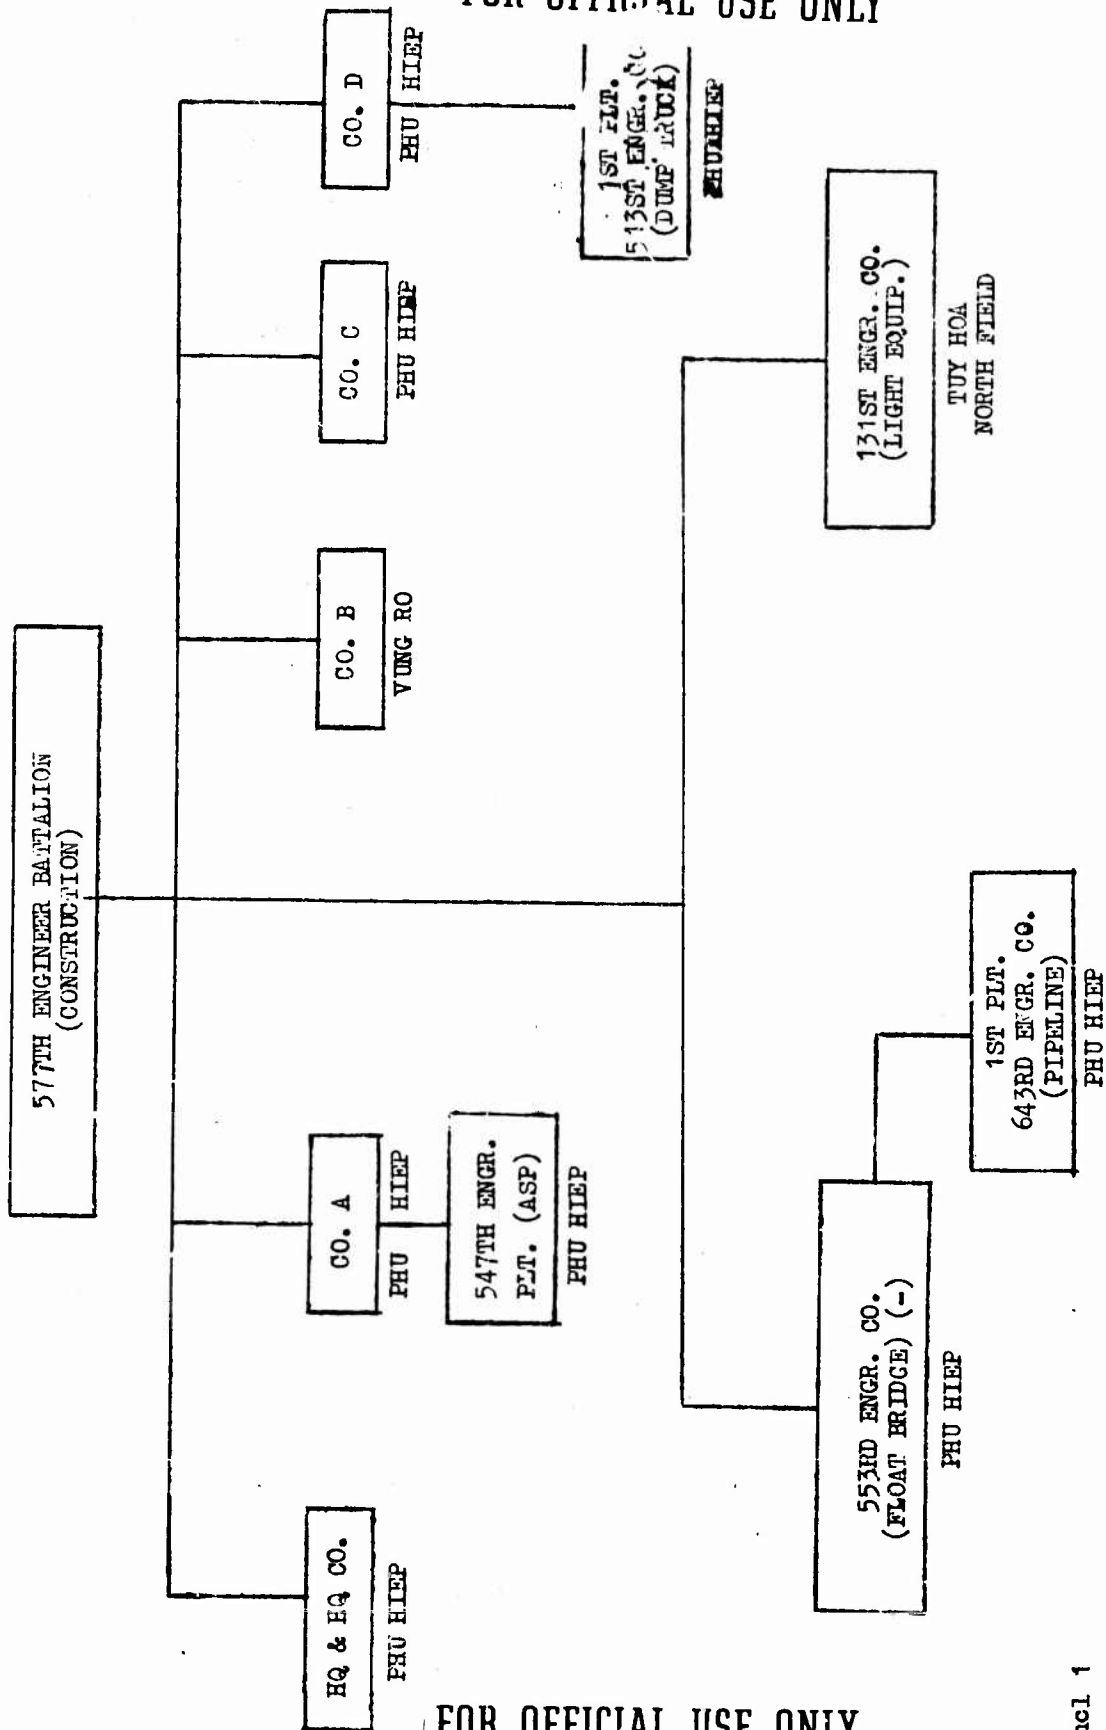 FOR OFFICIAL USE ONLY
577TH ENGINEER BATTALION
(CONSTRUCTION)
HQ & HQ CO.
PHU HIEP
CO. A
PHU HIEP
547TH ENGR.
PLT. (ASP)
PHU HIEP
CO. B
VUNG RO
CO. C
PHU HIEP
CO. D
PHU HIEP
1ST PLT.
513ST ENGR.
(DUMP TRUCK)
PHU HIEP
553RD ENGR. CO.
(FLOAT BRIDGE) (-)
PHU HIEP
1ST PLT.
643RD ENGR. CO.
(PIPELINE)
PHU HIEP
131ST ENGR. CO.
(LIGHT EQUIP.)
TUY HOA
NORTH FIELD
ncl 1
FOR OFFICIAL USE ONLY